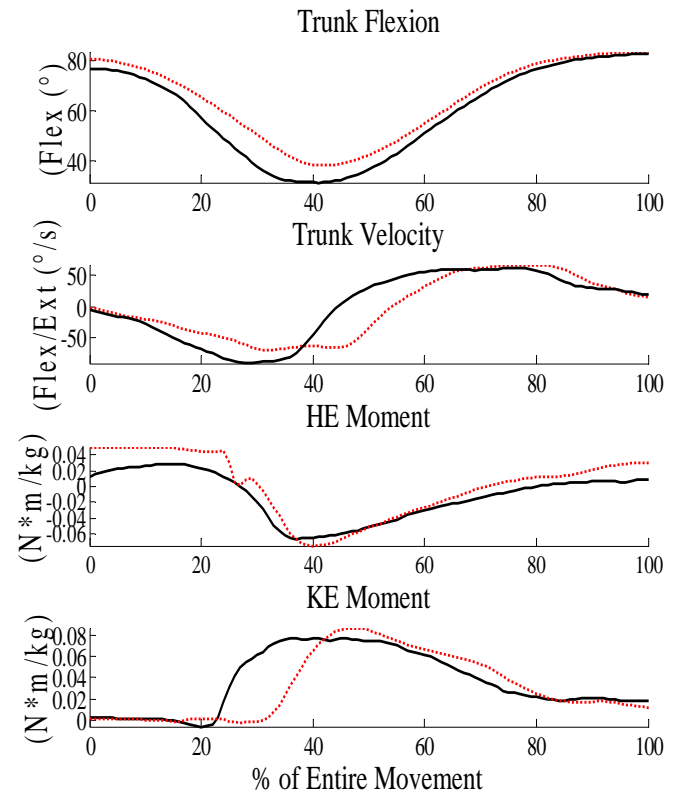 Trunk Flexion
(Flex (°)
80
60
40
0 20 40 60 80 100
Trunk Velocity
(Flex/Ext (°/s)
50
0
-50
0 20 40 60 80 100
HE Moment
(N*m/kg)
0.04
0.02
0
-0.02
-0.04
-0.06
0 20 40 60 80 100
KE Moment
(N*m/kg)
0.08
0.06
0.04
0.02
0
0 20 40 60 80 100
% of Entire Movement